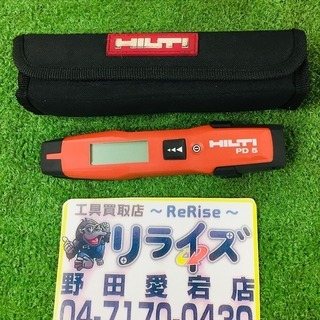 HILTI
HILTI
PD 5
工具買取店 ～ReRise～
リライズ
野田愛宕店
04-7170-0430